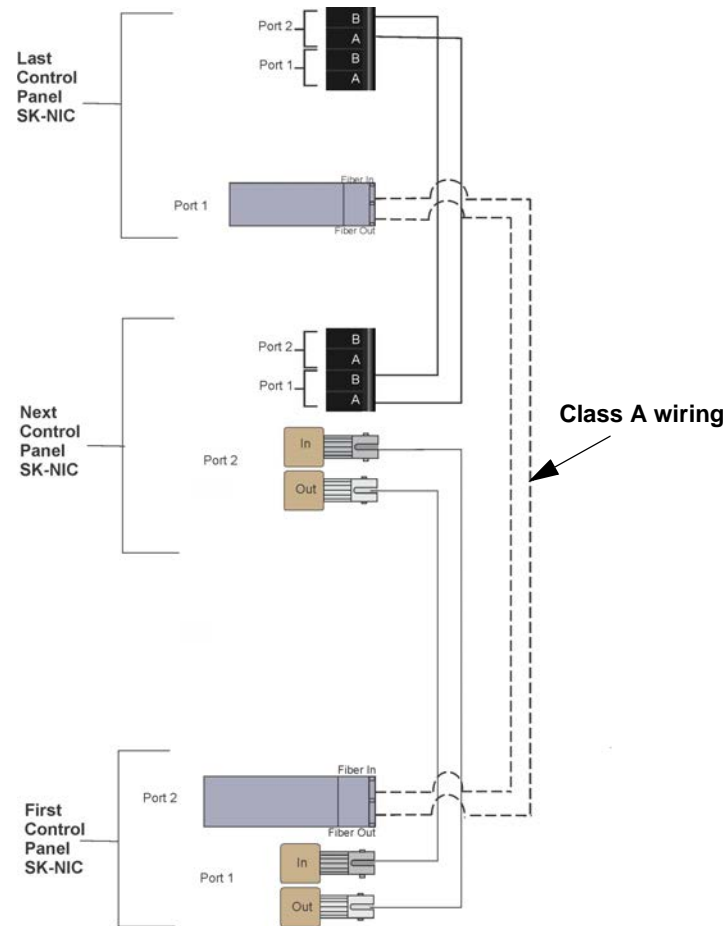 Last
Control
Panel
SK-NIC
Port 2
Port 1
B
A
B
A
Port 1
Fiber In
Fiber Out
Next
Control
Panel
SK-NIC
Port 2
Port 1
B
A
B
A
Port 2
In
Out
Class A wiring
First
Control
Panel
SK-NIC
Port 2
Fiber In
Fiber Out
Port 1
In
Out